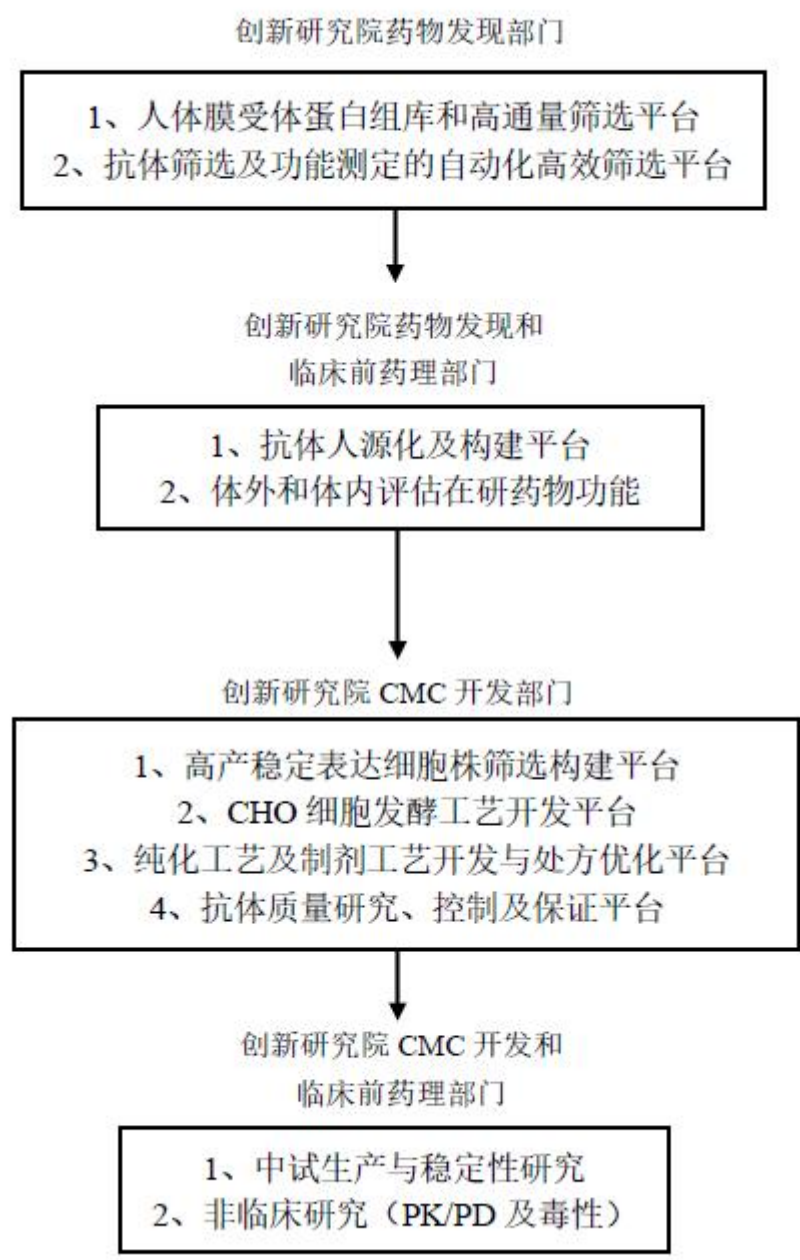 创新研究院药物发现部门
1、人体膜受体蛋白组库和高通量筛选平台
2、抗体筛选及功能测定的自动化高效筛选平台
创新研究院药物发现和
临床前药理部门
1、抗体人源化及构建平台
2、体外和体内评估在研药物功能
创新研究院 CMC 开发部门
1、高产稳定表达细胞株筛选构建平台
2、CHO 细胞发酵工艺开发平台
3、纯化工艺及制剂工艺开发与处方优化平台
4、抗体质量研究、控制及保证平台
创新研究院 CMC 开发和
临床前药理部门
1、中试生产与稳定性研究
2、非临床研究（PK/PD 及毒性）